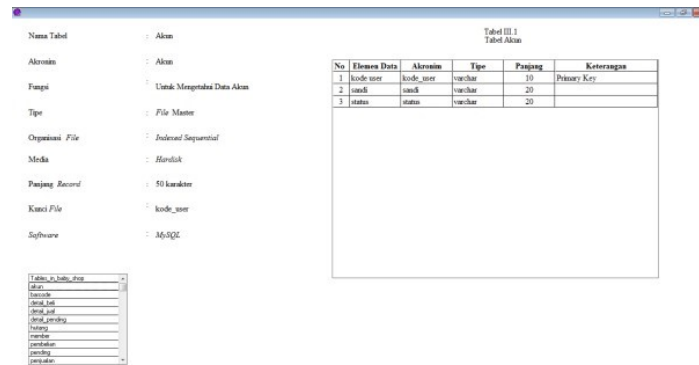 Nama Tabel : Akun
Akronim : Akun
Fungsi : Untuk Mengetahui Data Akun
Tipe : File Master
Organisasi File : Indexed Sequential
Media : Hardisk
Panjang Record : 50 karakter
Kunci File : kode_user
Software : MySQL
Tabel III.1
Tabel Akun
No Elemen Data Akronim Tipe Panjang Keterangan
1 kode user kode_user varchar 10 Primary Key
2 sandi sandi varchar 20
3 status status varchar 20
Tables_in_baby_shop
akun
barcode
detail_beli
detail_jual
detail_pending
hutang
member
pembelian
pending
penjualan